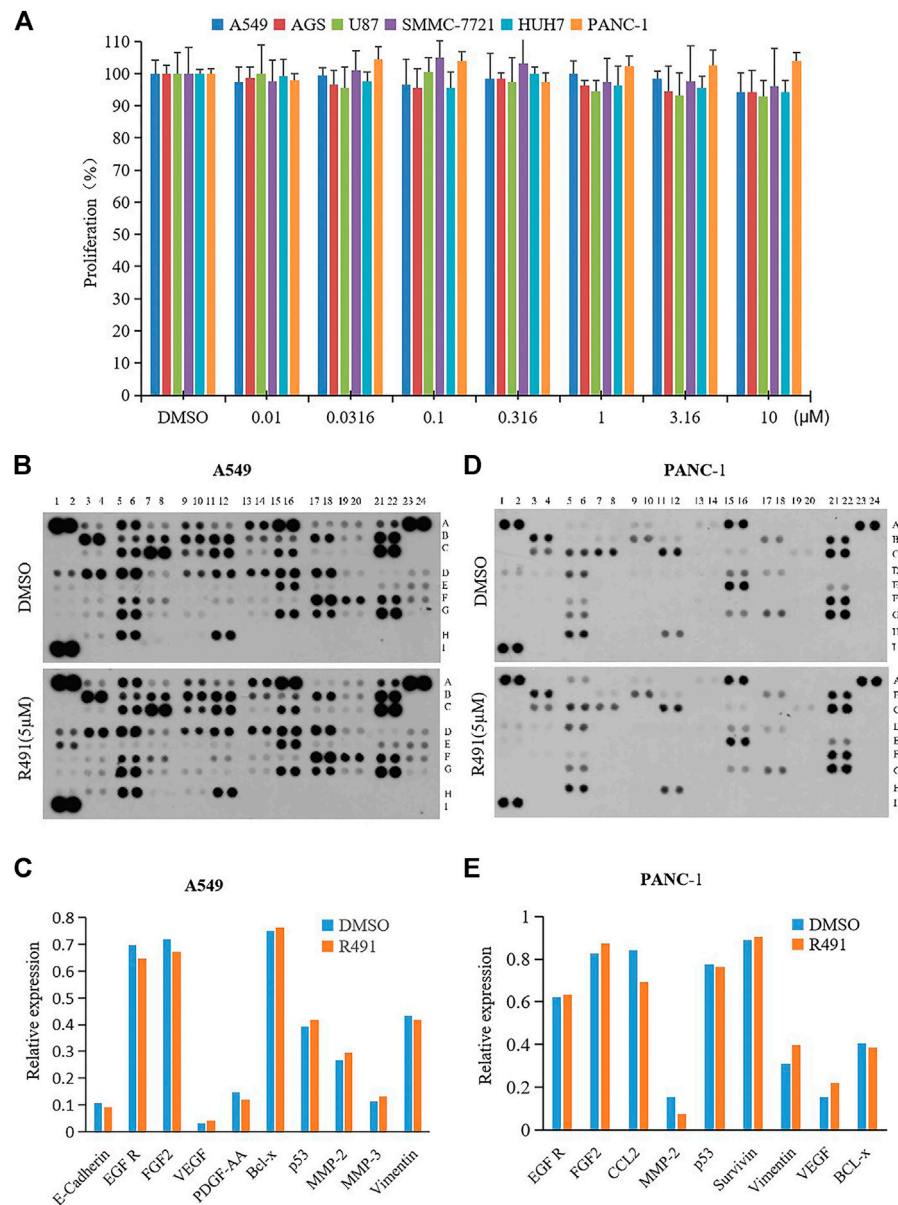 A
A549 AGS U87 SMMC-7721 HUH7 PANC-1
110
100
90
80
70
60
50
40
30
20
10
0
Proliferation (%)
DMSO 0.01 0.0316 0.1 0.316 1 3.16 10 (μM)
B
A549
1 2 3 4 5 6 7 8 9 10 11 12 13 14 15 16 17 18 19 20 21 22 23 24
DMSO
A
B
C
D
E
F
G
H
I
R491(5μM)
A
B
C
D
E
F
G
H
I
D
PANC-1
1 2 3 4 5 6 7 8 9 10 11 12 13 14 15 16 17 18 19 20 21 22 23 24
DMSO
A
B
C
E
F
G
I
R491(5μM)
A
C
E
F
I
C
A549
DMSO
R491
0.8
0.7
0.6
0.4
0.3
0.1
0
Relative expression
E-Cadherin EGF R FGF2 VEGF PDGF-AA Bcl-x p53 MMP-2 MMP-3 Vimentin
E
PANC-1
DMSO
R491
1
0.8
0.6
0.4
0.2
0
Relative expression
EGF R FGF2 CCL2 MMP-2 p53 Survivin Vimentin VEGF BCL-x